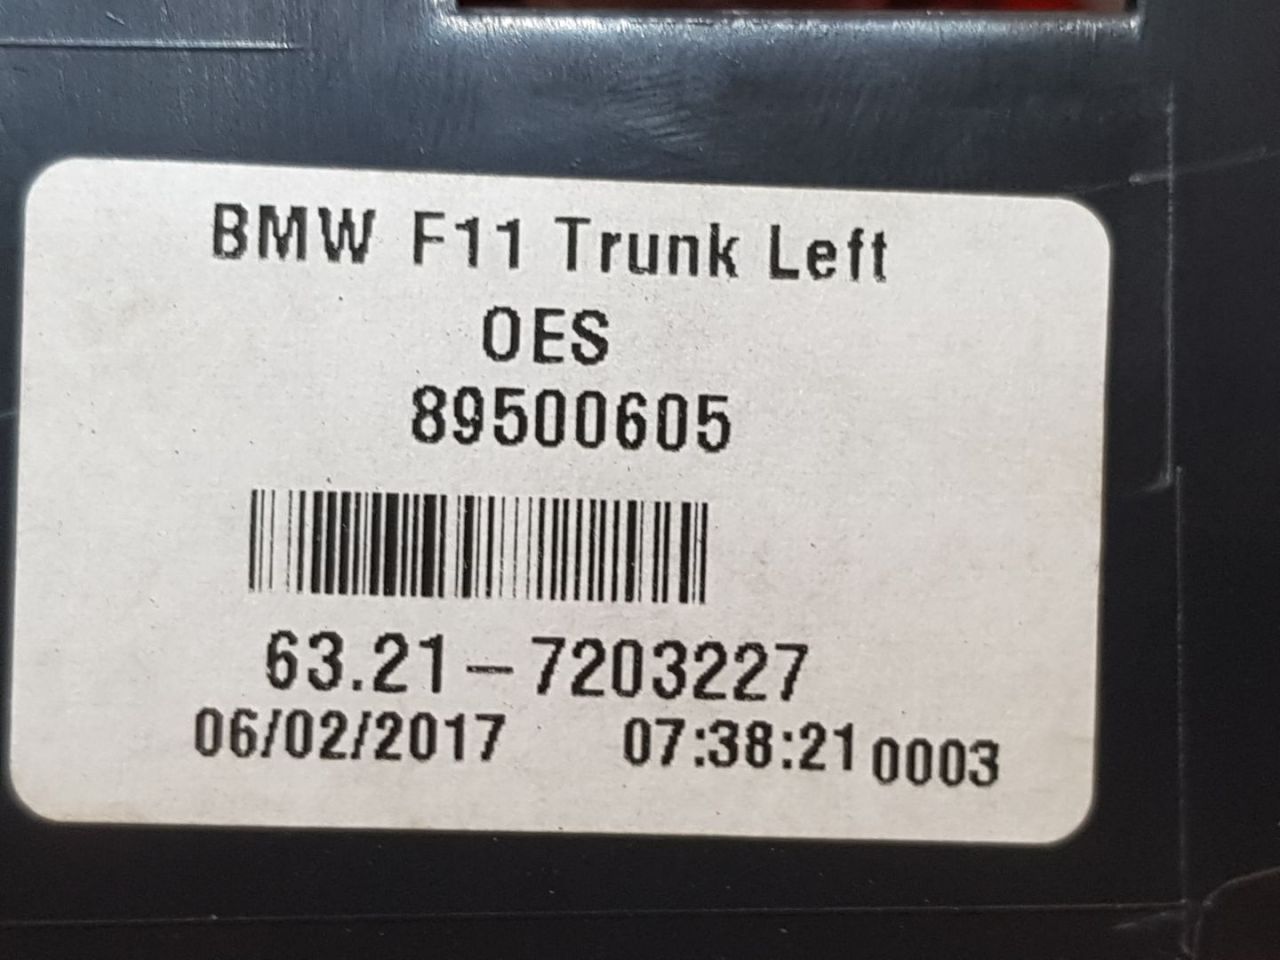 BMW F11 Trunk Left
OES
89500605
63.21-7203227
06/02/2017 07:38:21 0003